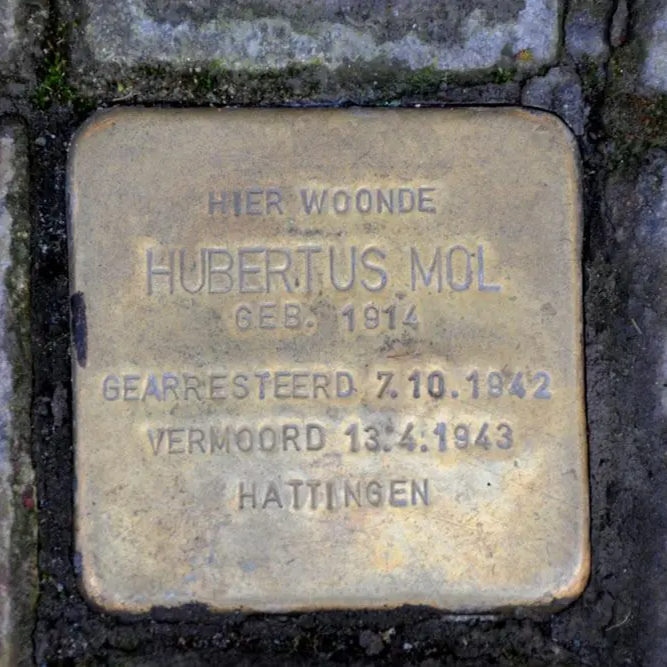 HIER WOONDE
HUBERTUS MOL
GEB. 1914
GEARRESTEERD 7.10.1942
VERMOORD 13.4.1943
HATTINGEN